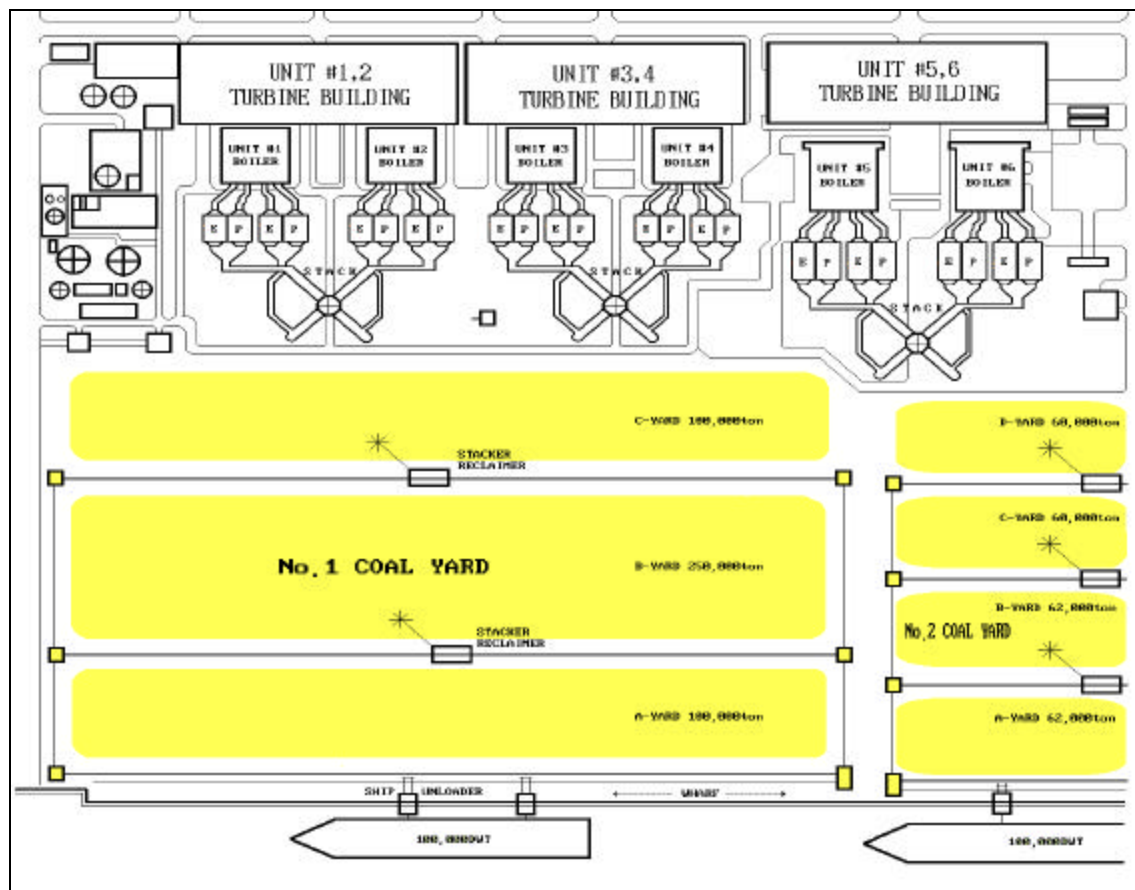 UNIT #1,2
TURBINE BUILDING
UNIT #3,4
TURBINE BUILDING
UNIT #5,6
TURBINE BUILDING
UNIT #1
BOILER
UNIT #2
BOILER
UNIT #3
BOILER
UNIT #4
BOILER
UNIT #5
BOILER
UNIT #6
BOILER
E P E P
E P E P
E P E P
E P E P
E P E P
E P E P
STACK
STACK
STACK
C-YARD 100,000ton
STACKER
RECLAIMER
No.1 COAL YARD
B-YARD 250,000ton
STACKER
RECLAIMER
A-YARD 100,000ton
D-YARD 60,000ton
C-YARD 60,000ton
B-YARD 62,000ton
No.2 COAL YARD
A-YARD 62,000ton
SHIP UNLOADER
WHARF
100,000DWT
100,000DWT